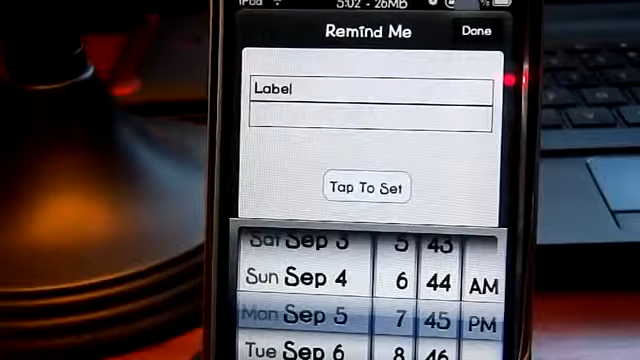 iPod 5:02 - 26MB %
Remind Me Done
Label
Tap To Set
Sat Sep 3 5 43
Sun Sep 4 6 44 AM
Mon Sep 5 7 45 PM
Tue Sep 6 8 46